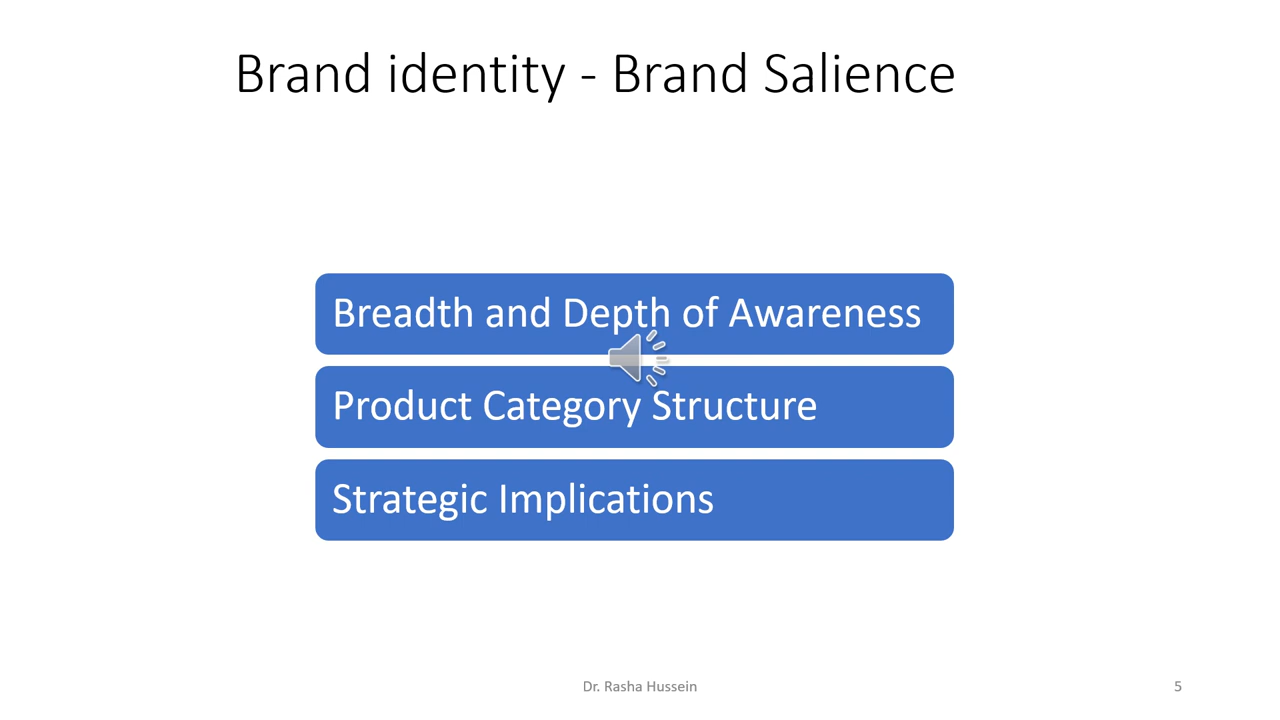 Brand identity - Brand Salience
Breadth and Depth of Awareness
Product Category Structure
Strategic Implications
Dr. Rasha Hussein
5